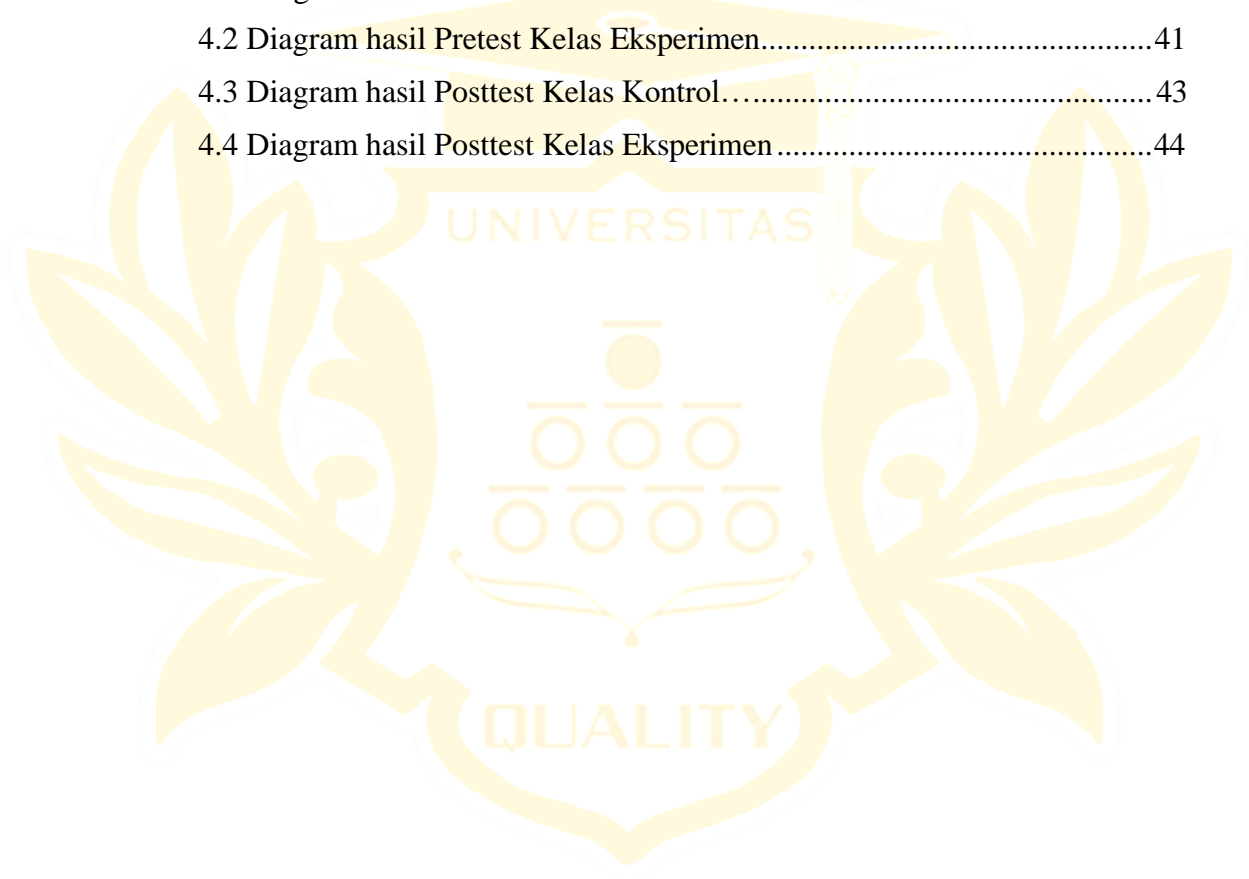 4.2 Diagram hasil Pretest Kelas Eksperimen................................................41
4.3 Diagram hasil Posttest Kelas Kontrol…..................................................43
4.4 Diagram hasil Posttest Kelas Eksperimen..............................................44
UNIVERSITAS
QUALITY